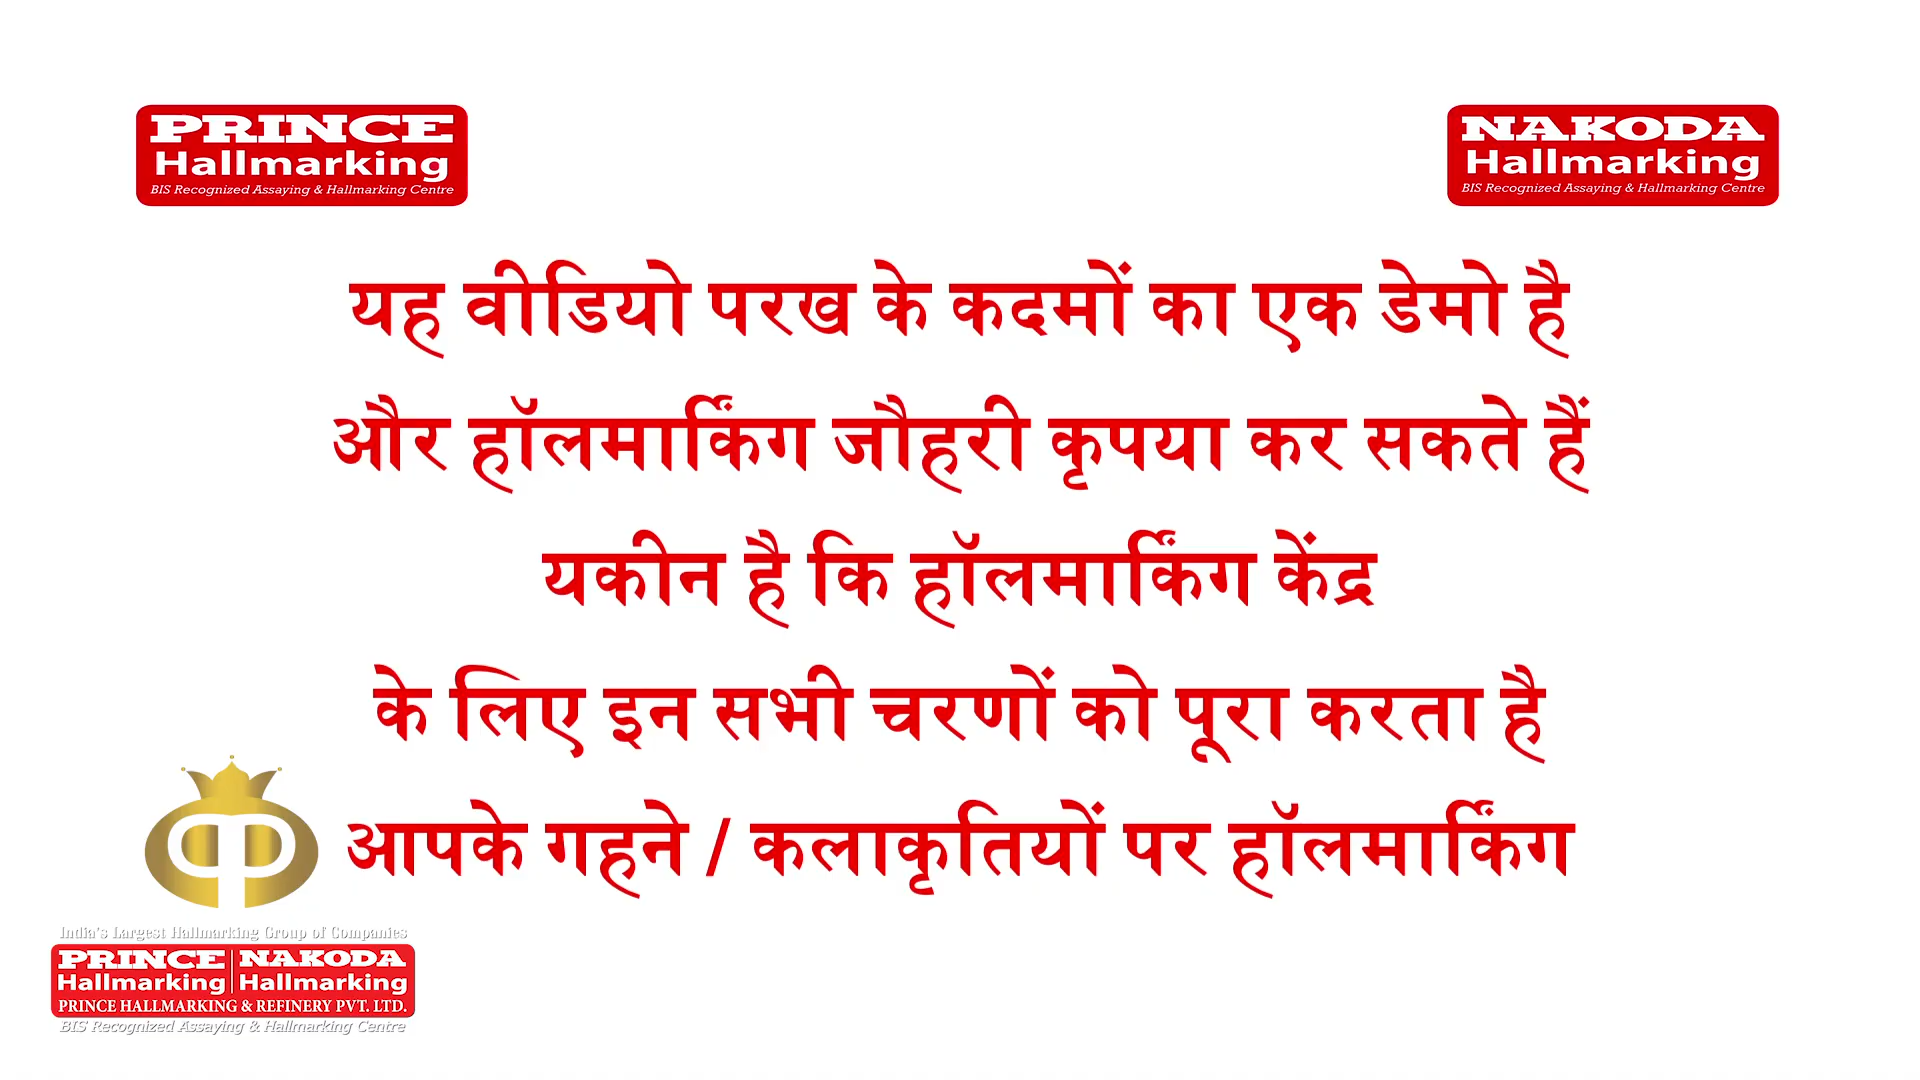 PRINCE
Hallmarking
BIS Recognized Assaying & Hallmarking Centre
NAKODA
Hallmarking
BIS Recognized Assaying & Hallmarking Centre
यह वीडियो परख के कदमों का एक डेमो है
और हॉलमार्किंग जौहरी कृपया कर सकते हैं
यकीन है कि हॉलमार्किंग केंद्र
के लिए इन सभी चरणों को पूरा करता है
आपके गहने / कलाकृतियों पर हॉलमार्किंग
India's Largest Hallmarking Group of Companies
PRINCE NAKODA
Hallmarking Hallmarking
PRINCE HALLMARKING & REFINERY PVT. LTD.
BIS Recognized Assaying & Hallmarking Centre